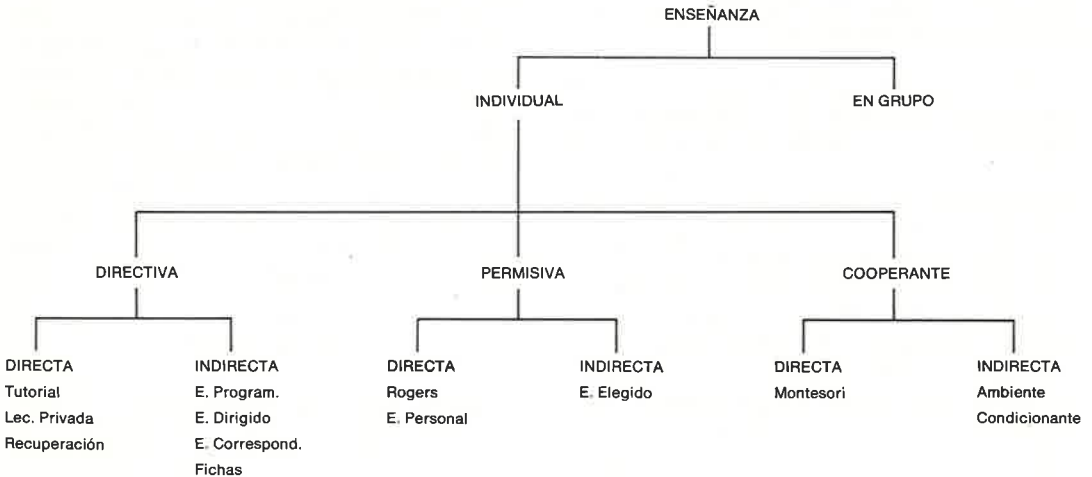 ENSEÑANZA
INDIVIDUAL
EN GRUPO
DIRECTIVA
PERMISIVA
COOPERANTE
DIRECTA
Tutorial
Lec. Privada
Recuperación
INDIRECTA
E. Program.
E. Dirigido
E. Correspond.
Fichas
DIRECTA
Rogers
E. Personal
INDIRECTA
E. Elegido
DIRECTA
Montesori
INDIRECTA
Ambiente
Condicionante